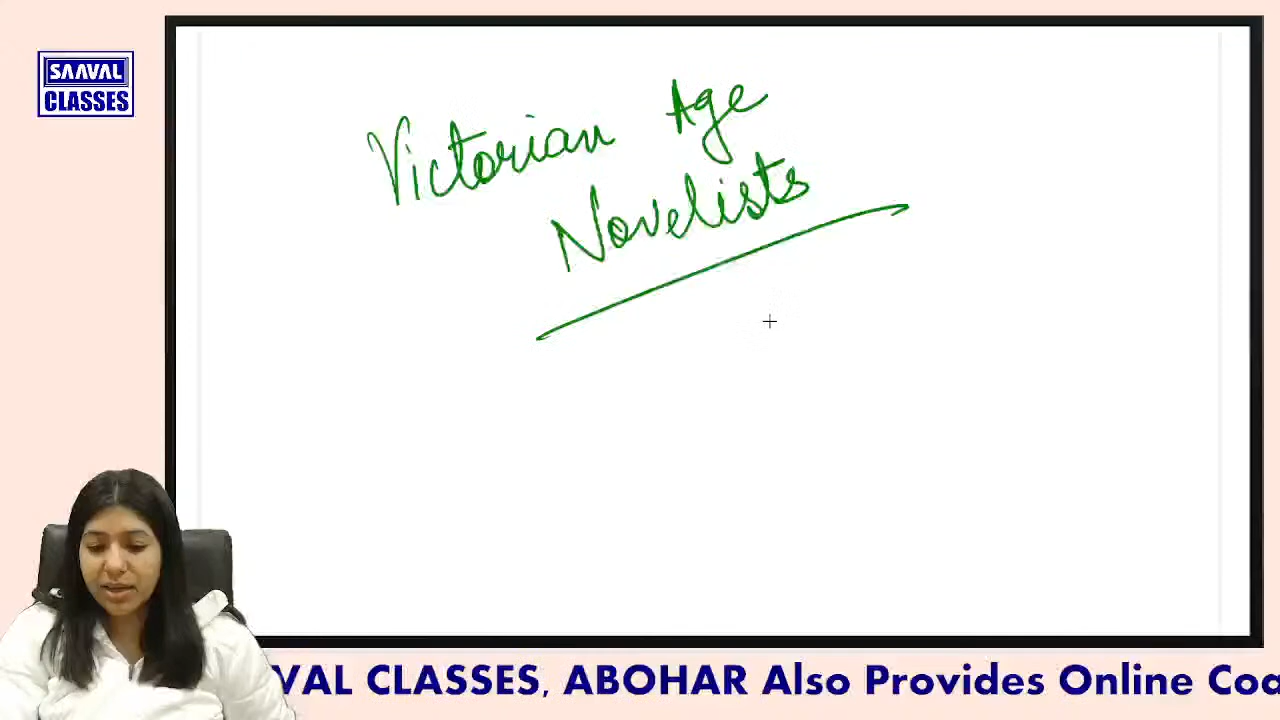 SAAVAL
CLASSES
Victorian Age
Novelists
VAL CLASSES, ABOHAR Also Provides Online Coa